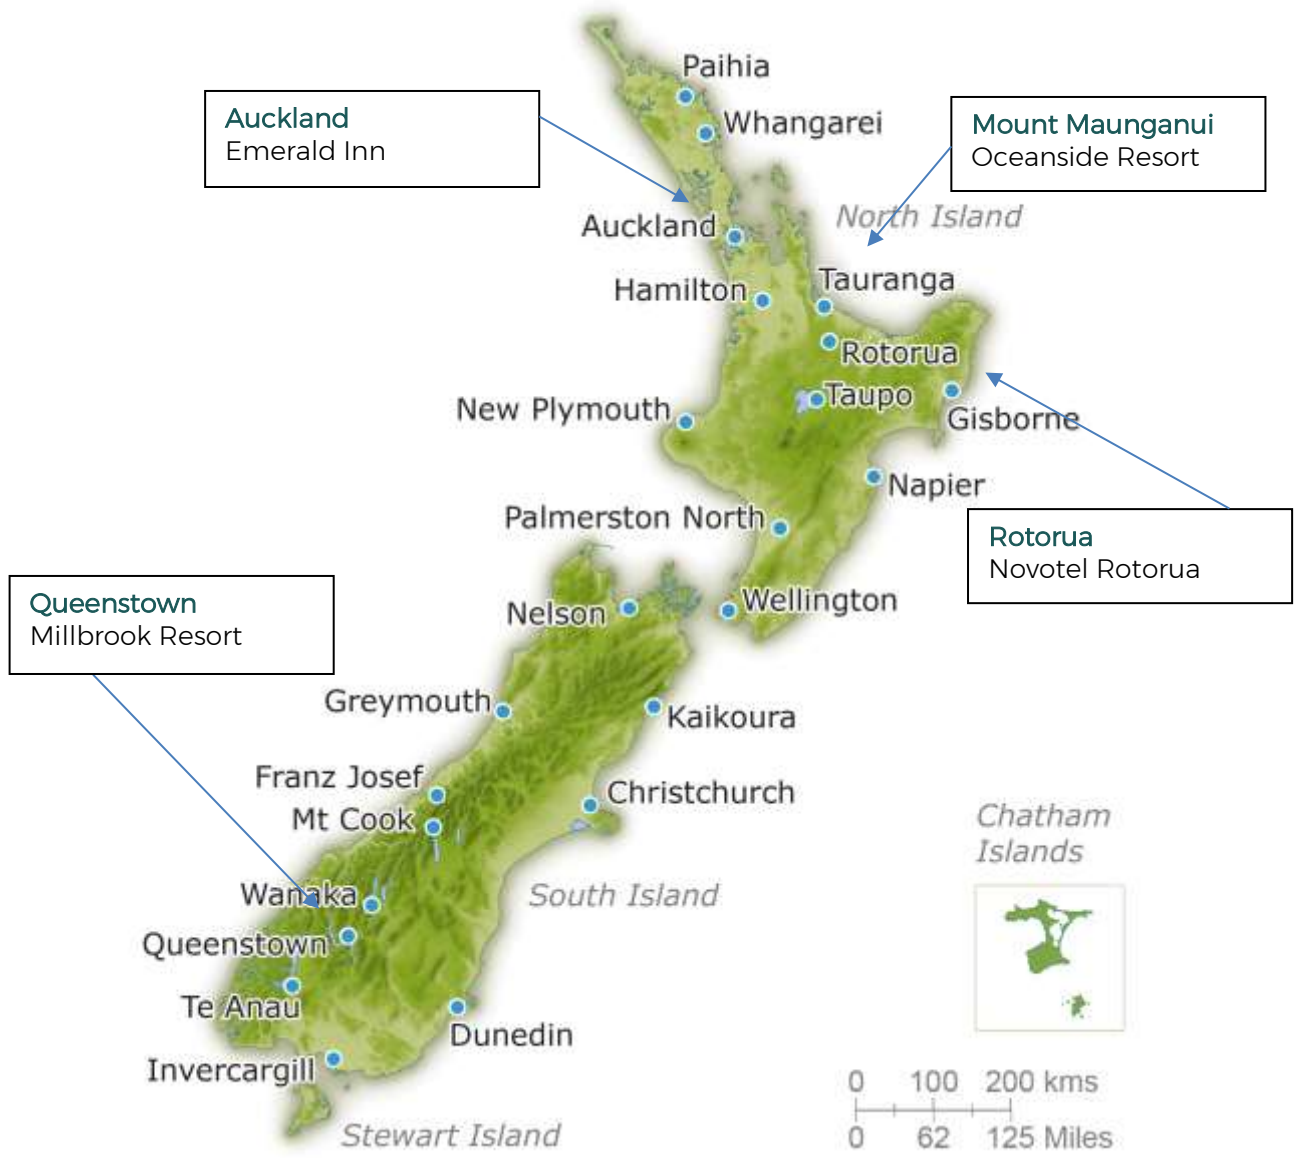 Paihia
Auckland
Emerald Inn
Whangarei
Mount Maunganui
Oceanside Resort
North Island
Auckland
Tauranga
Hamilton
Rotorua
Taupo
New Plymouth
Gisborne
Napier
Palmerston North
Rotorua
Novotel Rotorua
Queenstown
Millbrook Resort
Nelson
Wellington
Greymouth
Kaikoura
Franz Josef
Christchurch
Mt Cook
Chatham
Islands
Wanaka
South Island
Queenstown
Te Anau
Dunedin
Invercargill
Stewart Island
0 100 200 kms
0 62 125 Miles